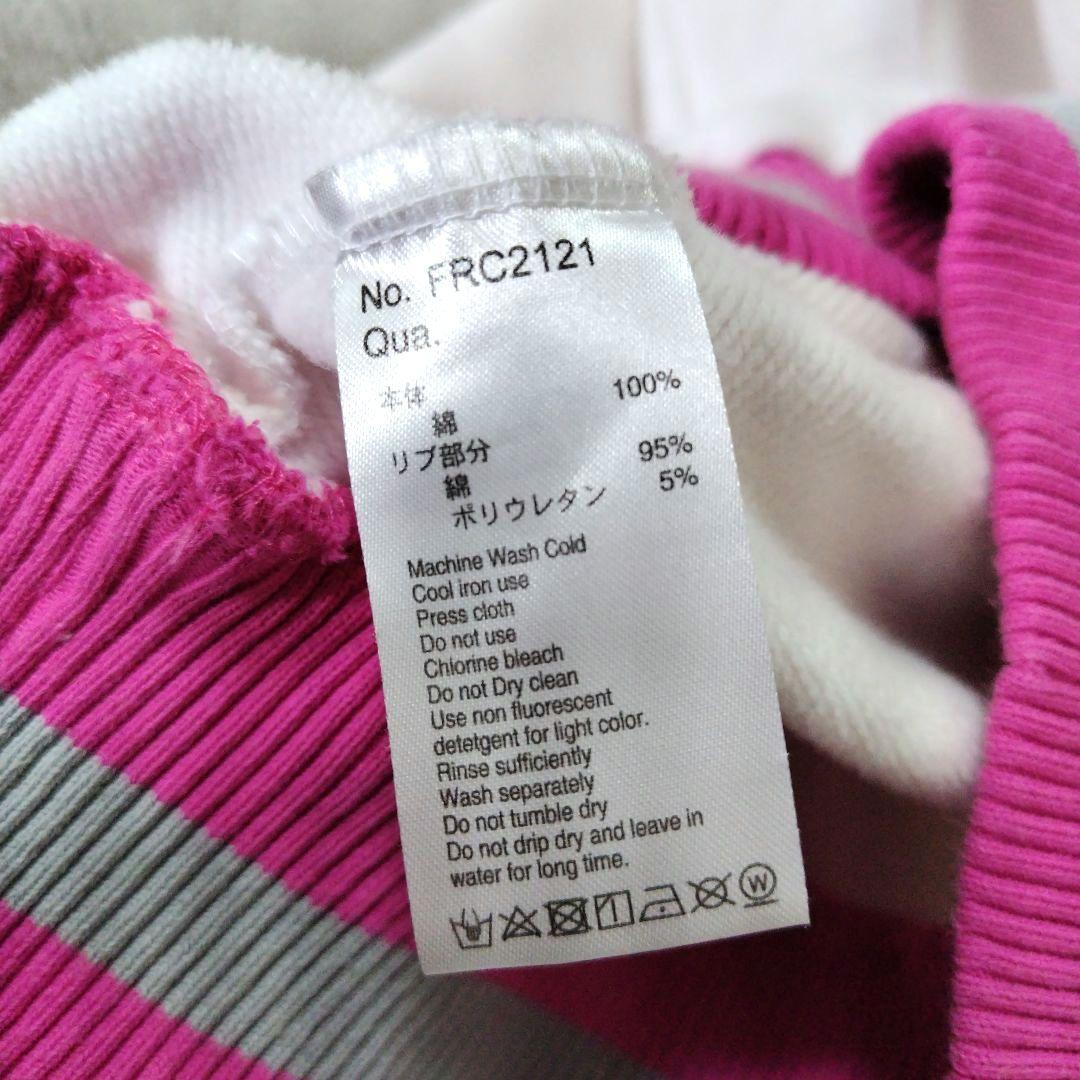 No. FRC2121
Qua.
本体 100%
綿
リブ部分 95%
綿 5%
ポリウレタン
Machine Wash Cold
Cool iron use
Press cloth
Do not use
Chlorine bleach
Do not Dry clean
Use non fluorescent
detetgent for light color.
Rinse sufficiently
Wash separately
Do not tumble dry
Do not drip dry and leave in
water for long time.
W